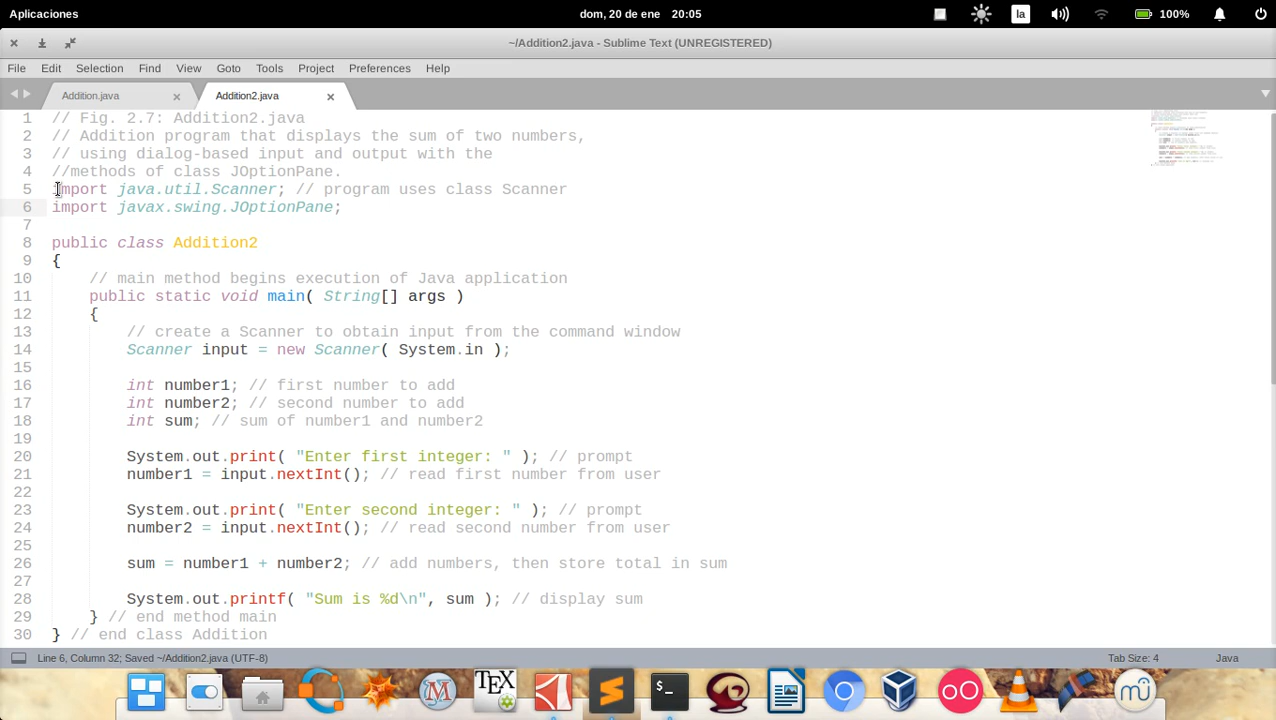 Aplicaciones dom, 20 de ene 20:05 la 100%
~/Addition2.java - Sublime Text (UNREGISTERED)
File Edit Selection Find View Goto Tools Project Preferences Help
Addition.java Addition2.java
1 // Fig. 2.7: Addition2.java
2 // Addition program that displays the sum of two numbers,
3 // using dialog-based input and output with the
4 //methods of class JOptionPane.
5 import java.util.Scanner; // program uses class Scanner
6 import javax.swing.JOptionPane;
7
8 public class Addition2
9 {
10 // main method begins execution of Java application
11 public static void main( String[] args )
12 {
13 // create a Scanner to obtain input from the command window
14 Scanner input = new Scanner( System.in );
15
16 int number1; // first number to add
17 int number2; // second number to add
18 int sum; // sum of number1 and number2
19
20 System.out.print( "Enter first integer: " ); // prompt
21 number1 = input.nextInt(); // read first number from user
22
23 System.out.print( "Enter second integer: " ); // prompt
24 number2 = input.nextInt(); // read second number from user
25
26 sum = number1 + number2; // add numbers, then store total in sum
27
28 System.out.printf( "Sum is %d\n", sum ); // display sum
29 } // end method main
30 } // end class Addition
Line 6, Column 32; Saved ~/Addition2.java (UTF-8) Tab Size: 4 Java
TEX